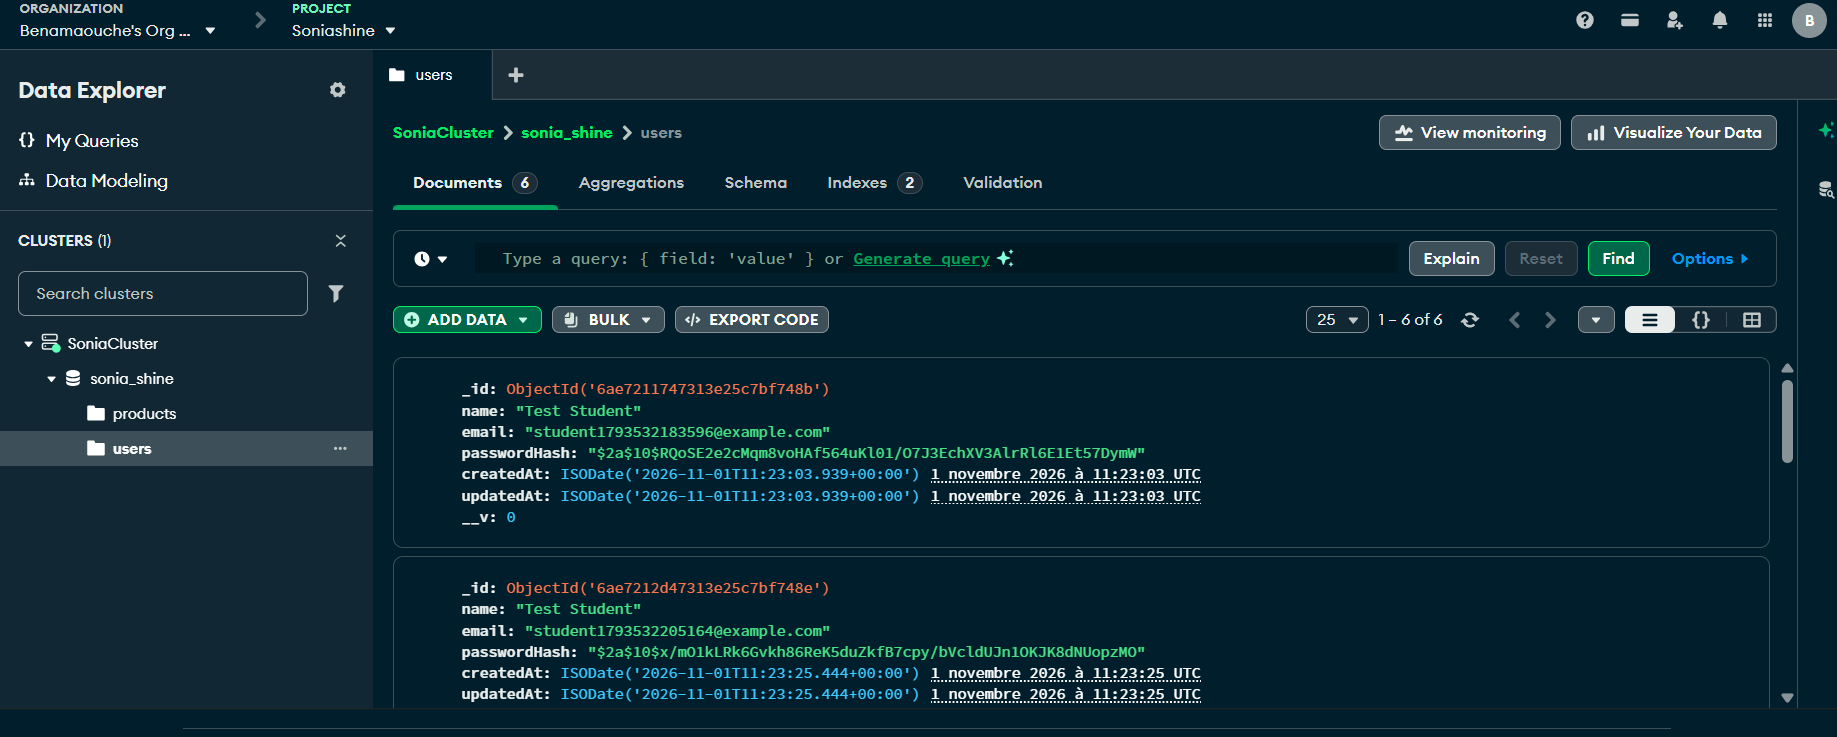 ORGANIZATION
Benamaouche's Org ...
PROJECT
Soniashine
B
Data Explorer
My Queries
Data Modeling
CLUSTERS (1)
Search clusters
SoniaCluster
sonia_shine
products
users
users
SoniaCluster > sonia_shine > users
View monitoring
Visualize Your Data
Documents 6
Aggregations
Schema
Indexes 2
Validation
Type a query: { field: 'value' } or Generate query
Explain
Reset
Find
Options
ADD DATA
BULK
EXPORT CODE
25
1 – 6 of 6
_id: ObjectId('6ae7211747313e25c7bf748b')
name: "Test Student"
email: "student1793532183596@example.com"
passwordHash: "$2a$10$RQoSE2e2cMqm8voHAf564uKl01/O7J3EchXV3AlrRl6E1Et57DymW"
createdAt: ISODate('2026-11-01T11:23:03.939+00:00') 1 novembre 2026 à 11:23:03 UTC
updatedAt: ISODate('2026-11-01T11:23:03.939+00:00') 1 novembre 2026 à 11:23:03 UTC
__v: 0
_id: ObjectId('6ae7212d47313e25c7bf748e')
name: "Test Student"
email: "student1793532205164@example.com"
passwordHash: "$2a$10$x/mO1kLRk6Gvkh86ReK5duZkfB7cpy/bVcldUJn1OKJK8dNUopzMO"
createdAt: ISODate('2026-11-01T11:23:25.444+00:00') 1 novembre 2026 à 11:23:25 UTC
updatedAt: ISODate('2026-11-01T11:23:25.444+00:00') 1 novembre 2026 à 11:23:25 UTC